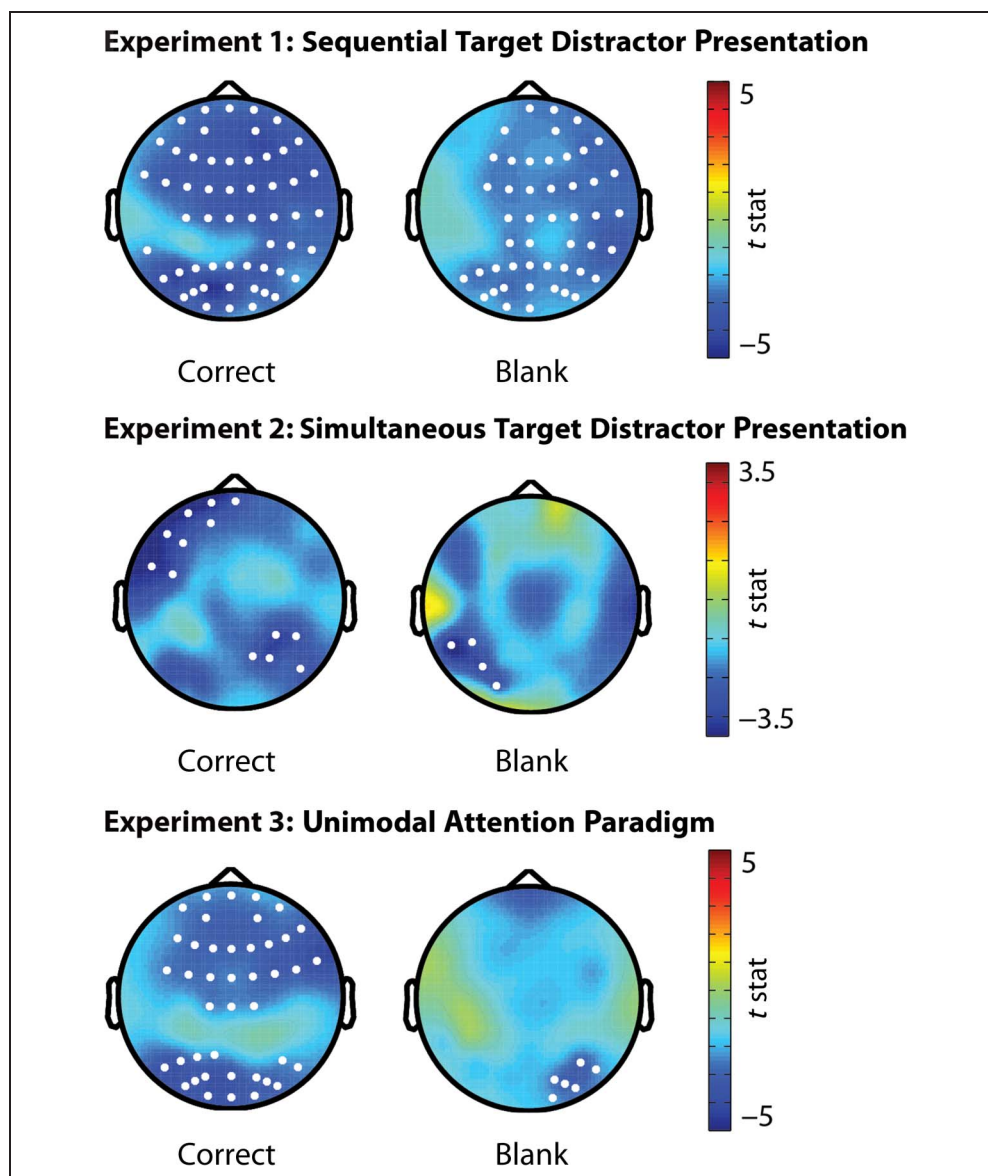 Experiment 1: Sequential Target Distractor Presentation
5
t stat
−5
Correct Blank
Experiment 2: Simultaneous Target Distractor Presentation
3.5
t stat
−3.5
Correct Blank
Experiment 3: Unimodal Attention Paradigm
5
t stat
−5
Correct Blank